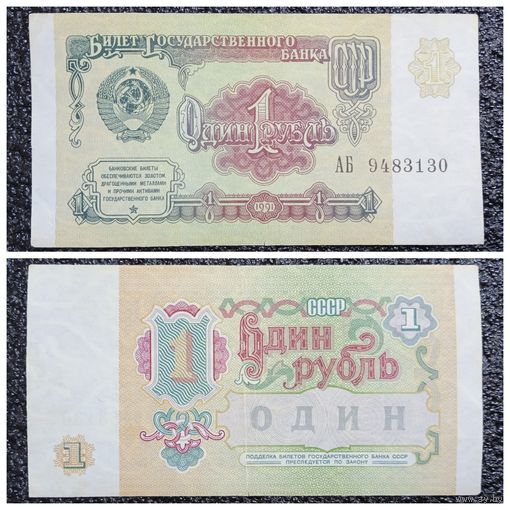 Билет Государственного
Банка СССР
1
1
Один рубль
АБ 9483130
БАНКОВСКИЕ БИЛЕТЫ
ОБЕСПЕЧИВАЮТСЯ ЗОЛОТОМ,
ДРАГОЦЕННЫМИ МЕТАЛЛАМИ
И ПРОЧИМИ АКТИВАМИ
ГОСУДАРСТВЕННОГО БАНКА
1 1 1991 1 1
СССР
1
1
Один
рубль
ОДИН
1
ПОДДЕЛКА БИЛЕТОВ ГОСУДАРСТВЕННОГО БАНКА СССР
ПРЕСЛЕДУЕТСЯ ПО ЗАКОНУ